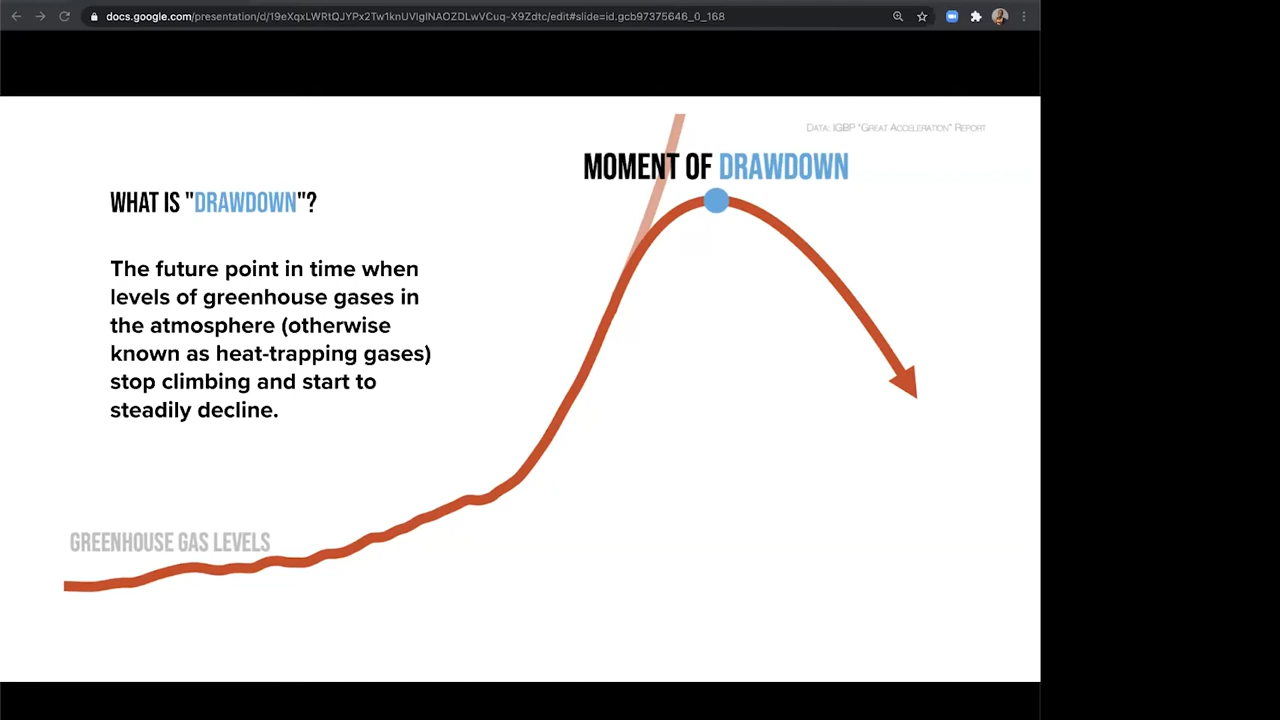 docs.google.com/presentation/d/19eXqxLWRtQJYPx2Tw1knUVIgINAOZDLwVCuq-X9Zdtc/edit#slide=id.gcb97375646_0_168
DATA: IGBP "GREAT ACCELERATION" REPORT
MOMENT OF DRAWDOWN
WHAT IS "DRAWDOWN"?
The future point in time when
levels of greenhouse gases in
the atmosphere (otherwise
known as heat-trapping gases)
stop climbing and start to
steadily decline.
GREENHOUSE GAS LEVELS